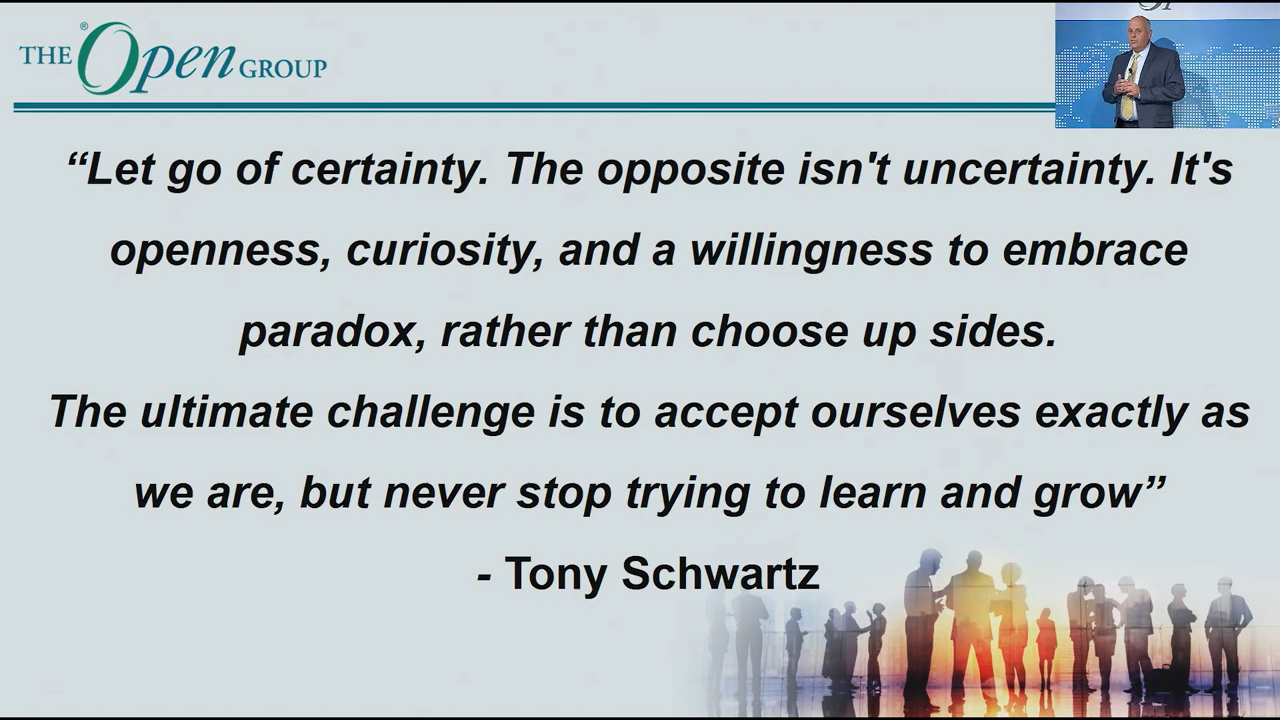 THE Open GROUP
®
“Let go of certainty. The opposite isn't uncertainty. It's
openness, curiosity, and a willingness to embrace
paradox, rather than choose up sides.
The ultimate challenge is to accept ourselves exactly as
we are, but never stop trying to learn and grow”
- Tony Schwartz